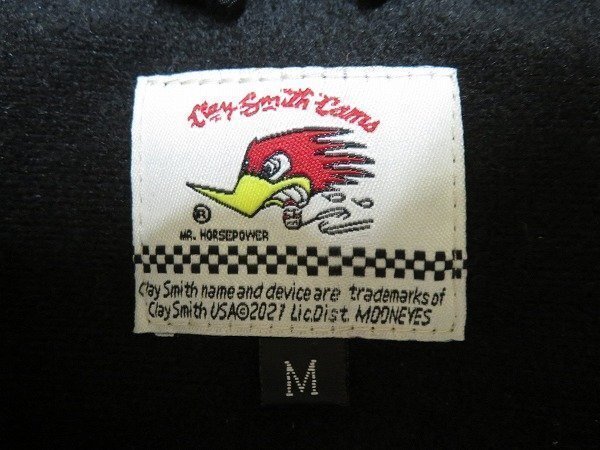 Clay Smith Cams
®
MR. HORSEPOWER
Clay Smith name and device are trademarks of
Clay Smith USA©2021 Lic.Dist. MOONEYES
M